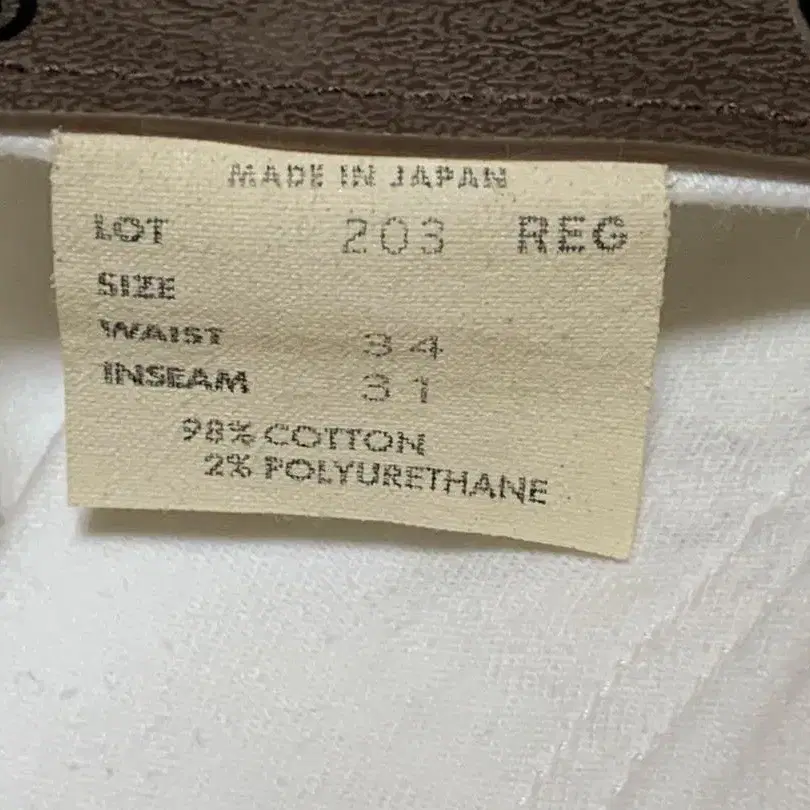 MADE IN JAPAN
LOT 203 REG
SIZE
WAIST 34
INSEAM 31
98% COTTON
2% POLYURETHANE